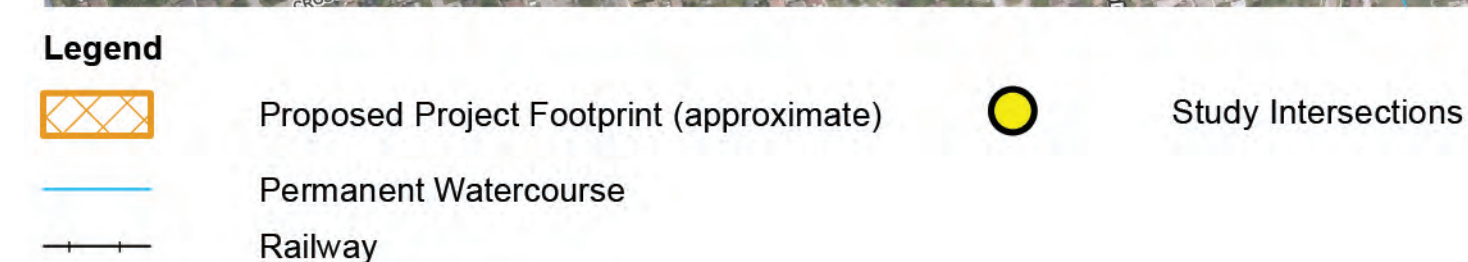 Legend
Proposed Project Footprint (approximate)
Study Intersections
Permanent Watercourse
Railway